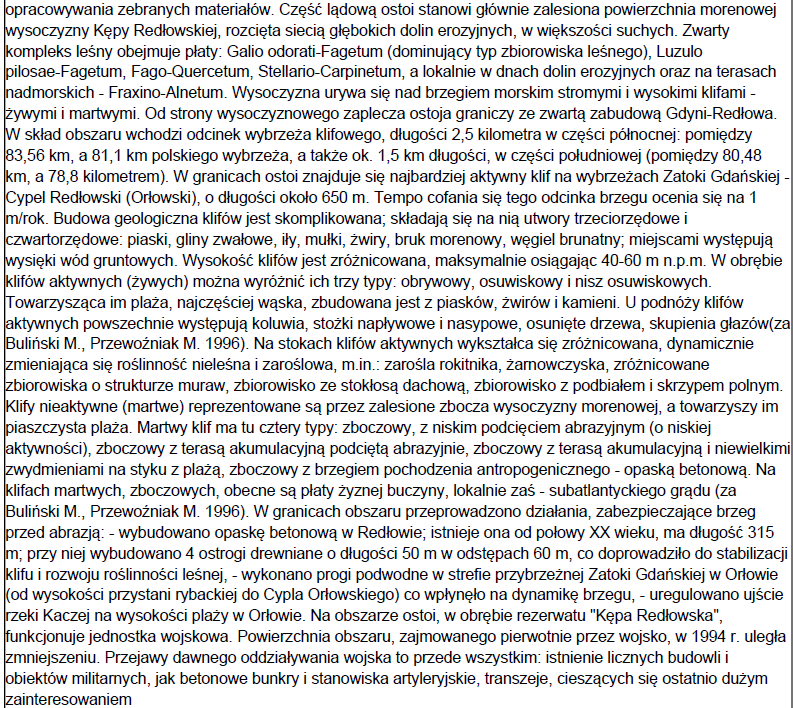 opracowywania zebranych materiałów. Część lądową ostoi stanowi głównie zalesiona powierzchnia morenowej
wysoczyzny Kępy Redłowskiej, rozcięta siecią głębokich dolin erozyjnych, w większości suchych. Zwarty
kompleks leśny obejmuje płaty: Galio odorati-Fagetum (dominujący typ zbiorowiska leśnego), Luzulo
pilosae-Fagetum, Fago-Quercetum, Stellario-Carpinetum, a lokalnie w dnach dolin erozyjnych oraz na terasach
nadmorskich - Fraxino-Alnetum. Wysoczyzna urywa się nad brzegiem morskim stromymi i wysokimi klifami -
żywymi i martwymi. Od strony wysoczyznowego zaplecza ostoja graniczy ze zwartą zabudową Gdyni-Redłowa.
W skład obszaru wchodzi odcinek wybrzeża klifowego, długości 2,5 kilometra w części północnej: pomiędzy
83,56 km, a 81,1 km polskiego wybrzeża, a także ok. 1,5 km długości, w części południowej (pomiędzy 80,48
km, a 78,8 kilometrem). W granicach ostoi znajduje się najbardziej aktywny klif na wybrzeżach Zatoki Gdańskiej -
Cypel Redłowski (Orłowski), o długości około 650 m. Tempo cofania się tego odcinka brzegu ocenia się na 1
m/rok. Budowa geologiczna klifów jest skomplikowana; składają się na nią utwory trzeciorzędowe i
czwartorzędowe: piaski, gliny zwałowe, iły, mułki, żwiry, bruk morenowy, węgiel brunatny; miejscami występują
wysięki wód gruntowych. Wysokość klifów jest zróżnicowana, maksymalnie osiągając 40-60 m n.p.m. W obrębie
klifów aktywnych (żywych) można wyróżnić ich trzy typy: obrywowy, osuwiskowy i nisz osuwiskowych.
Towarzysząca im plaża, najczęściej wąska, zbudowana jest z piasków, żwirów i kamieni. U podnóży klifów
aktywnych powszechnie występują koluwia, stożki napływowe i nasypowe, osunięte drzewa, skupienia głazów(za
Buliński M., Przewoźniak M. 1996). Na stokach klifów aktywnych wykształca się zróżnicowana, dynamicznie
zmieniająca się roślinność nieleśna i zaroślowa, m.in.: zarośla rokitnika, żarnowczyska, zróżnicowane
zbiorowiska o strukturze muraw, zbiorowisko ze stokłosą dachową, zbiorowisko z podbiałem i skrzypem polnym.
Klify nieaktywne (martwe) reprezentowane są przez zalesione zbocza wysoczyzny morenowej, a towarzyszy im
piaszczysta plaża. Martwy klif ma tu cztery typy: zboczowy, z niskim podcięciem abrazyjnym (o niskiej
aktywności), zboczowy z terasą akumulacyjną podciętą abrazyjnie, zboczowy z terasą akumulacyjną i niewielkimi
zwydmieniami na styku z plażą, zboczowy z brzegiem pochodzenia antropogenicznego - opaską betonową. Na
klifach martwych, zboczowych, obecne są płaty żyznej buczyny, lokalnie zaś - subatlantyckiego grądu (za
Buliński M., Przewoźniak M. 1996). W granicach obszaru przeprowadzono działania, zabezpieczające brzeg
przed abrazją: - wybudowano opaskę betonową w Redłowie; istnieje ona od połowy XX wieku, ma długość 315
m; przy niej wybudowano 4 ostrogi drewniane o długości 50 m w odstępach 60 m, co doprowadziło do stabilizacji
klifu i rozwoju roślinności leśnej, - wykonano progi podwodne w strefie przybrzeżnej Zatoki Gdańskiej w Orłowie
(od wysokości przystani rybackiej do Cypla Orłowskiego) co wpłynęło na dynamikę brzegu, - uregulowano ujście
rzeki Kaczej na wysokości plaży w Orłowie. Na obszarze ostoi, w obrębie rezerwatu "Kępa Redłowska",
funkcjonuje jednostka wojskowa. Powierzchnia obszaru, zajmowanego pierwotnie przez wojsko, w 1994 r. uległa
zmniejszeniu. Przejawy dawnego oddziaływania wojska to przede wszystkim: istnienie licznych budowli i
obiektów militarnych, jak betonowe bunkry i stanowiska artyleryjskie, transzeje, cieszących się ostatnio dużym
zainteresowaniem